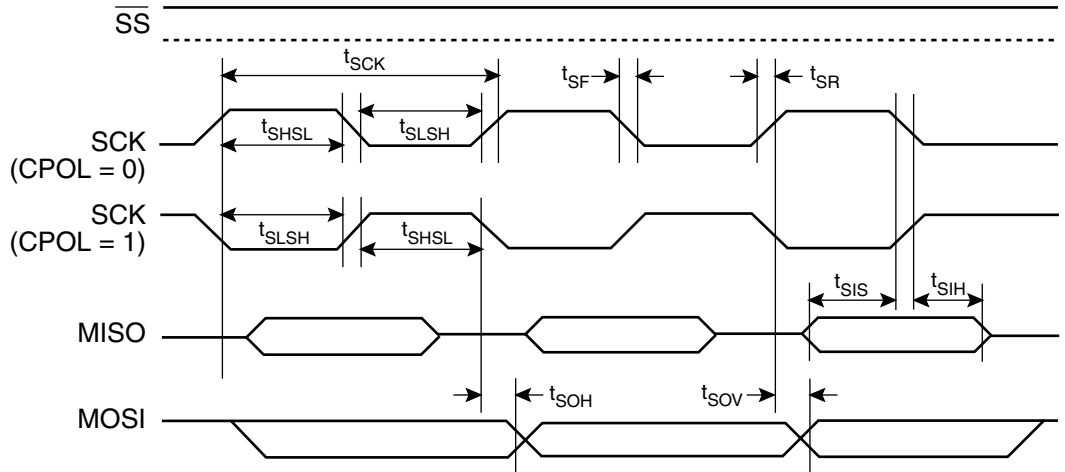 SS
tSCK
tSF
tSR
SCK
(CPOL = 0)
tSHSL
tSLSH
SCK
(CPOL = 1)
tSLSH
tSHSL
tSIS
tSIH
MISO
tSOH
tSOV
MOSI